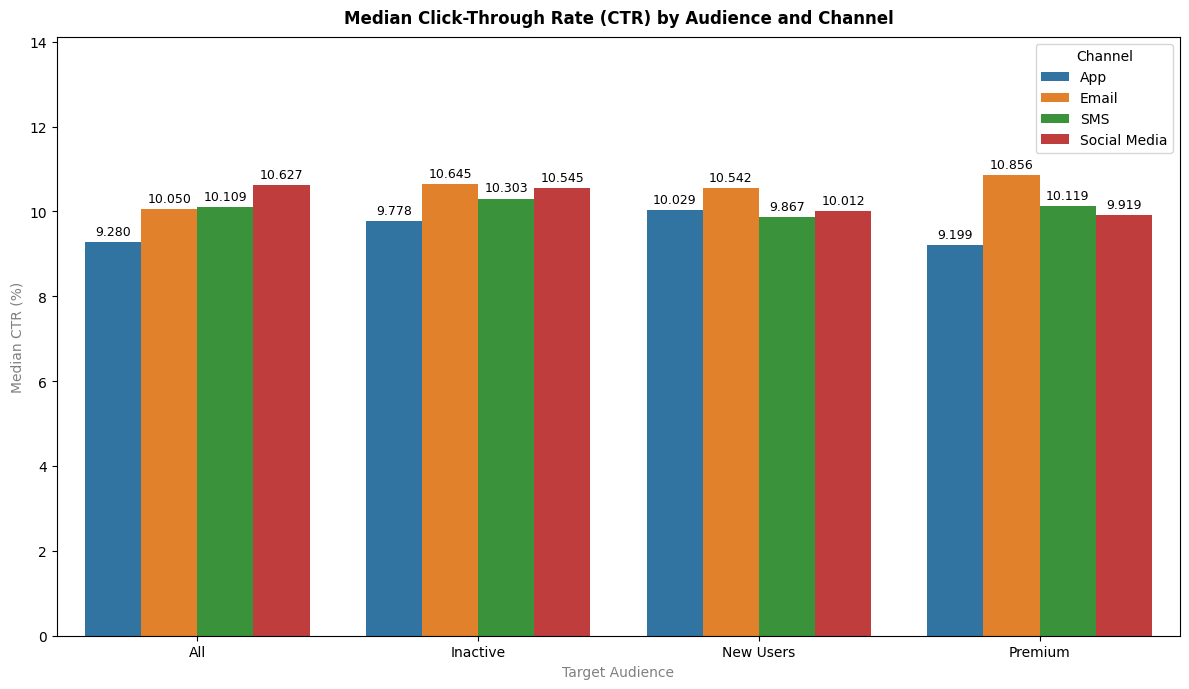 Median Click-Through Rate (CTR) by Audience and Channel
Median CTR (%)
14
12
10
8
6
4
2
0
Channel
App
Email
SMS
Social Media
9.280
10.050
10.109
10.627
9.778
10.645
10.303
10.545
10.029
10.542
9.867
10.012
9.199
10.856
10.119
9.919
All
Inactive
New Users
Premium
Target Audience